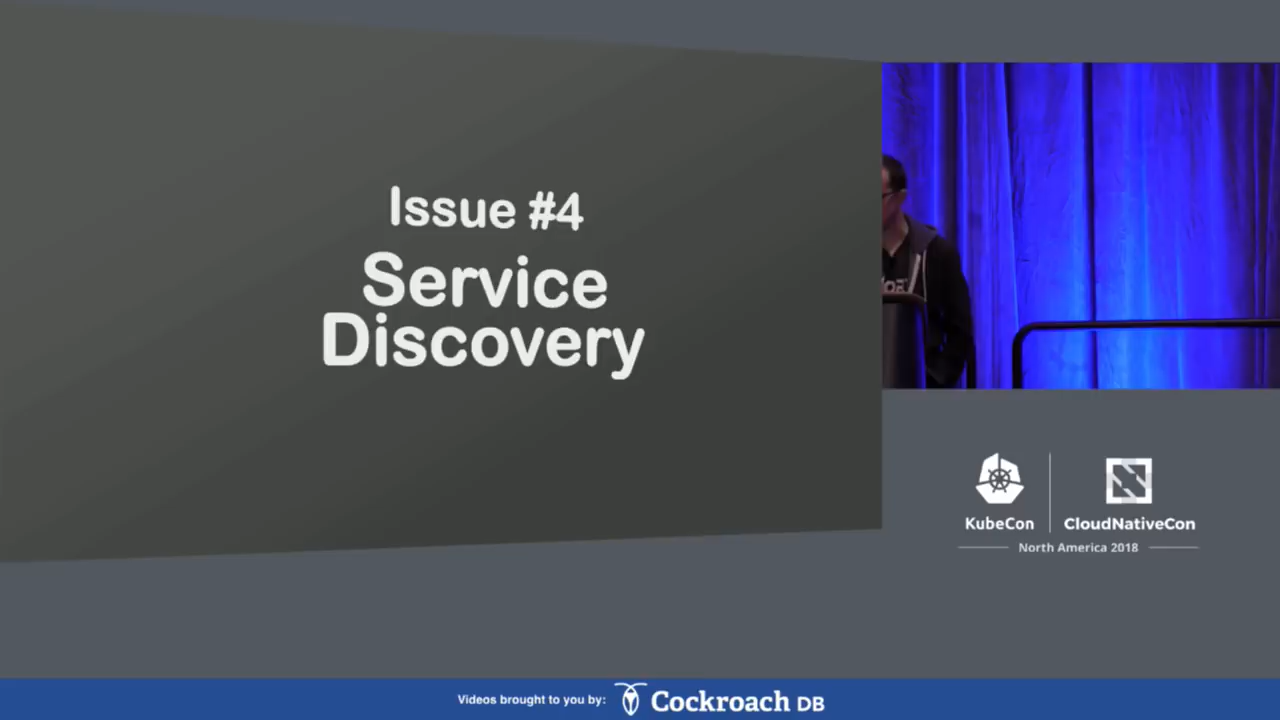 Issue #4
Service
Discovery
KubeCon
CloudNativeCon
North America 2018
Videos brought to you by:
Cockroach DB